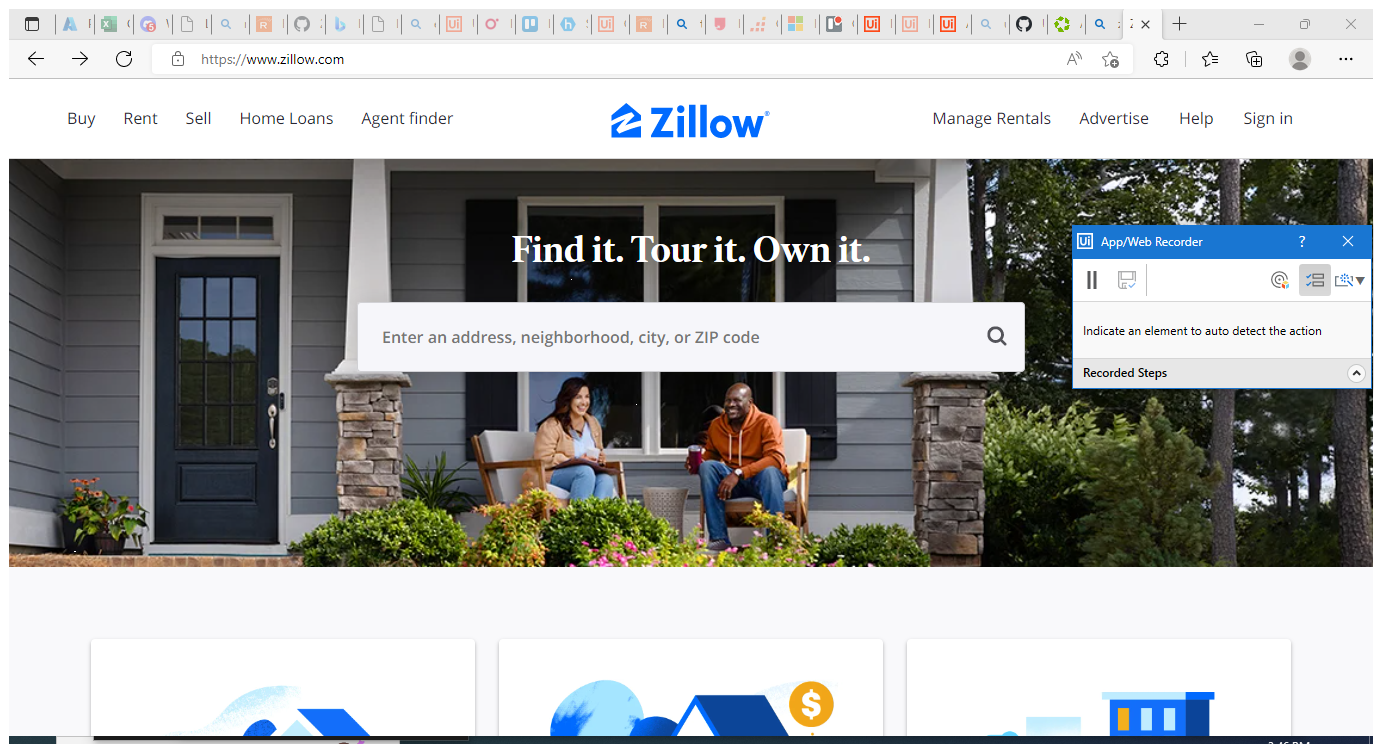 https://www.zillow.com
Buy Rent Sell Home Loans Agent finder
Zillow
Manage Rentals Advertise Help Sign in
Find it. Tour it. Own it.
Enter an address, neighborhood, city, or ZIP code
Ui App/Web Recorder ?
Indicate an element to auto detect the action
Recorded Steps
$